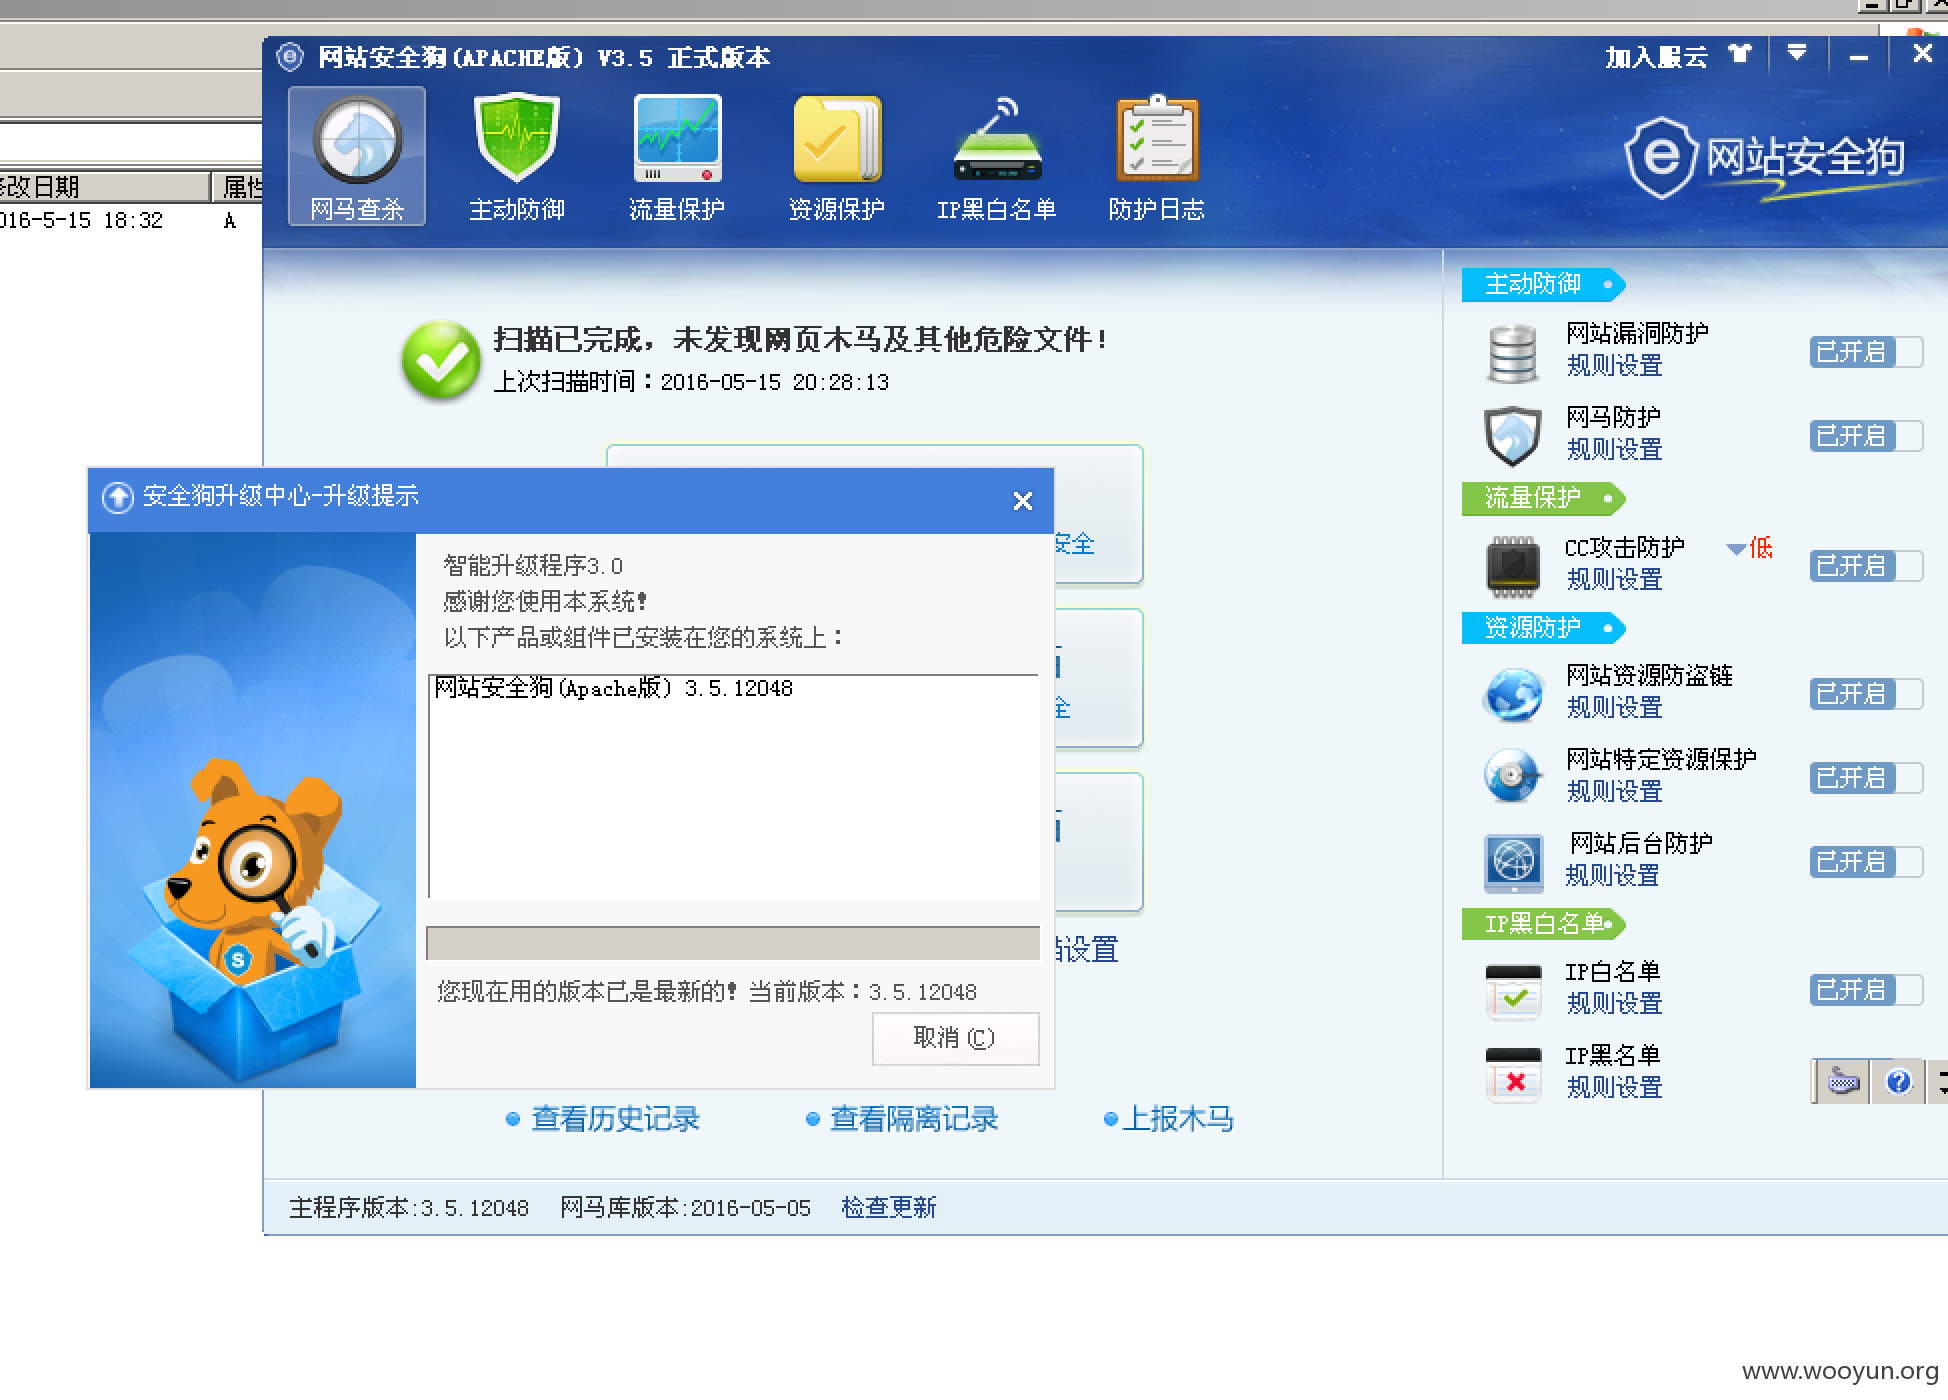 网站安全狗(APACHE版) V3.5 正式版本
加入服云
网马查杀
主动防御
流量保护
资源保护
IP黑白名单
防护日志
网站安全狗
改日期
属性
016-5-15 18:32
A
扫描已完成，未发现网页木马及其他危险文件！
上次扫描时间：2016-05-15 20:28:13
安全
全
设置
安全狗升级中心-升级提示
智能升级程序3.0
感谢您使用本系统!
以下产品或组件已安装在您的系统上：
网站安全狗(Apache版) 3.5.12048
您现在用的版本已是最新的! 当前版本：3.5.12048
取消(C)
S
主动防御
网站漏洞防护
规则设置
已开启
网马防护
规则设置
已开启
流量保护
CC攻击防护
低
规则设置
已开启
资源防护
网站资源防盗链
规则设置
已开启
网站特定资源保护
规则设置
已开启
网站后台防护
规则设置
已开启
IP黑白名单
IP白名单
规则设置
已开启
IP黑名单
规则设置
查看历史记录
查看隔离记录
上报木马
主程序版本:3.5.12048
网马库版本:2016-05-05
检查更新
www.wooyun.org